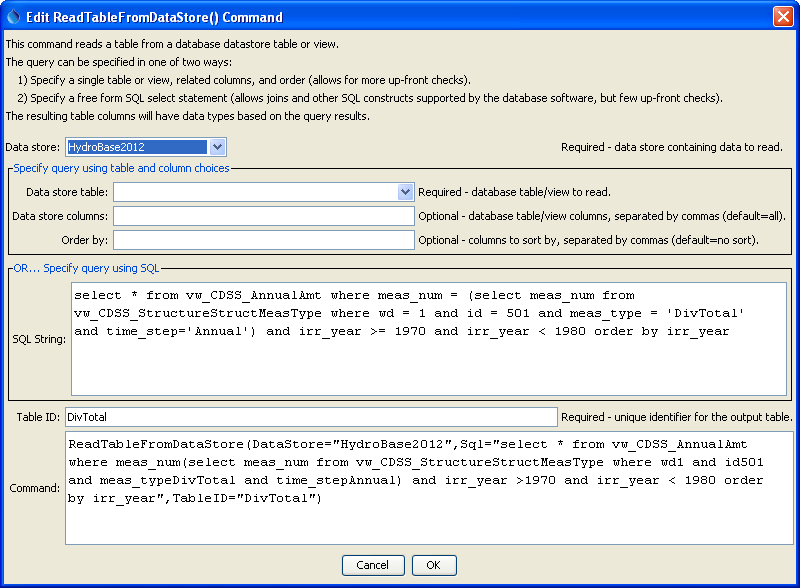 Edit ReadTableFromDataStore() Command
This command reads a table from a database datastore table or view.
The query can be specified in one of two ways:
1) Specify a single table or view, related columns, and order (allows for more up-front checks).
2) Specify a free form SQL select statement (allows joins and other SQL constructs supported by the database software, but few up-front checks).
The resulting table columns will have data types based on the query results.
Data store: HydroBase2012 Required - data store containing data to read.
Specify query using table and column choices
Data store table: Required - database table/view to read.
Data store columns: Optional - database table/view columns, separated by commas (default=all).
Order by: Optional - columns to sort by, separated by commas (default=no sort).
OR... Specify query using SQL
SQL String:
select * from vw_CDSS_AnnualAmt where meas_num = (select meas_num from
vw_CDSS_StructureStructMeasType where wd = 1 and id = 501 and meas_type = 'DivTotal'
and time_step='Annual') and irr_year >= 1970 and irr_year < 1980 order by irr_year
Table ID: DivTotal Required - unique identifier for the output table.
Command:
ReadTableFromDataStore(DataStore="HydroBase2012",Sql="select * from vw_CDSS_AnnualAmt
where meas_num(select meas_num from vw_CDSS_StructureStructMeasType where wd1 and id501
and meas_typeDivTotal and time_stepAnnual) and irr_year >1970 and irr_year < 1980 order
by irr_year",TableID="DivTotal")
Cancel OK